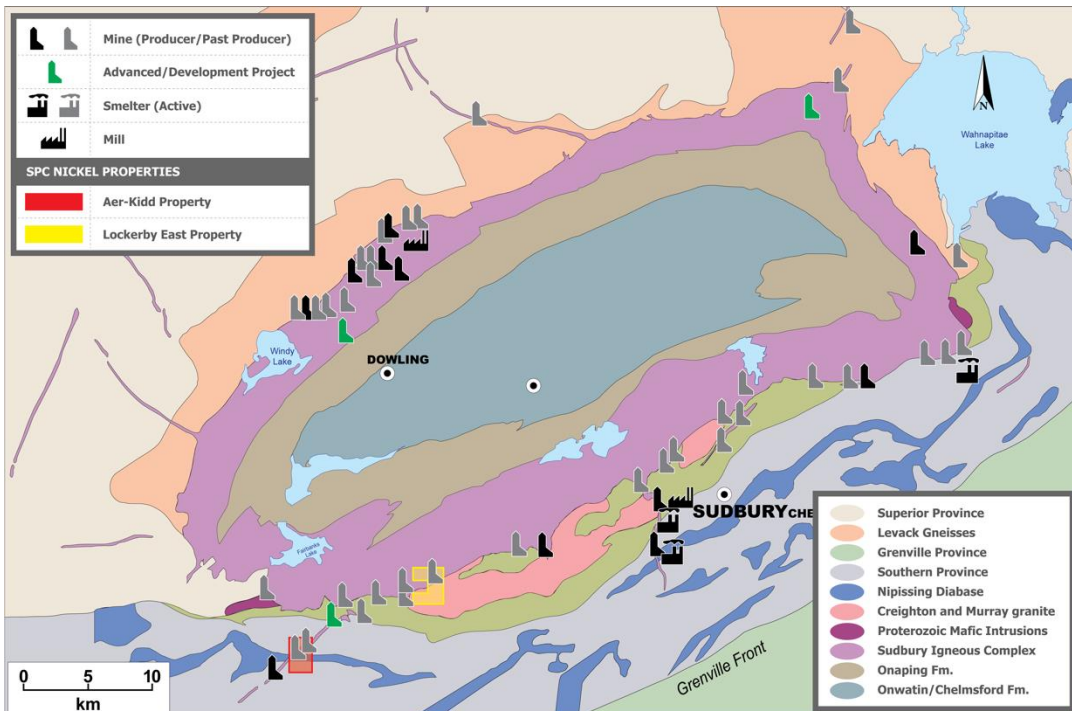 Mine (Producer/Past Producer)
Advanced/Development Project
Smelter (Active)
Mill
SPC NICKEL PROPERTIES
Aer-Kidd Property
Lockerby East Property
N
Wahnapitae
Lake
Windy
Lake
DOWLING
SUDBURY
CHE
Fairbanks
Lake
Grenville Front
0 5 10
km
Superior Province
Levack Gneisses
Grenville Province
Southern Province
Nipissing Diabase
Creighton and Murray granite
Proterozoic Mafic Intrusions
Sudbury Igneous Complex
Onaping Fm.
Onwatin/Chelmsford Fm.